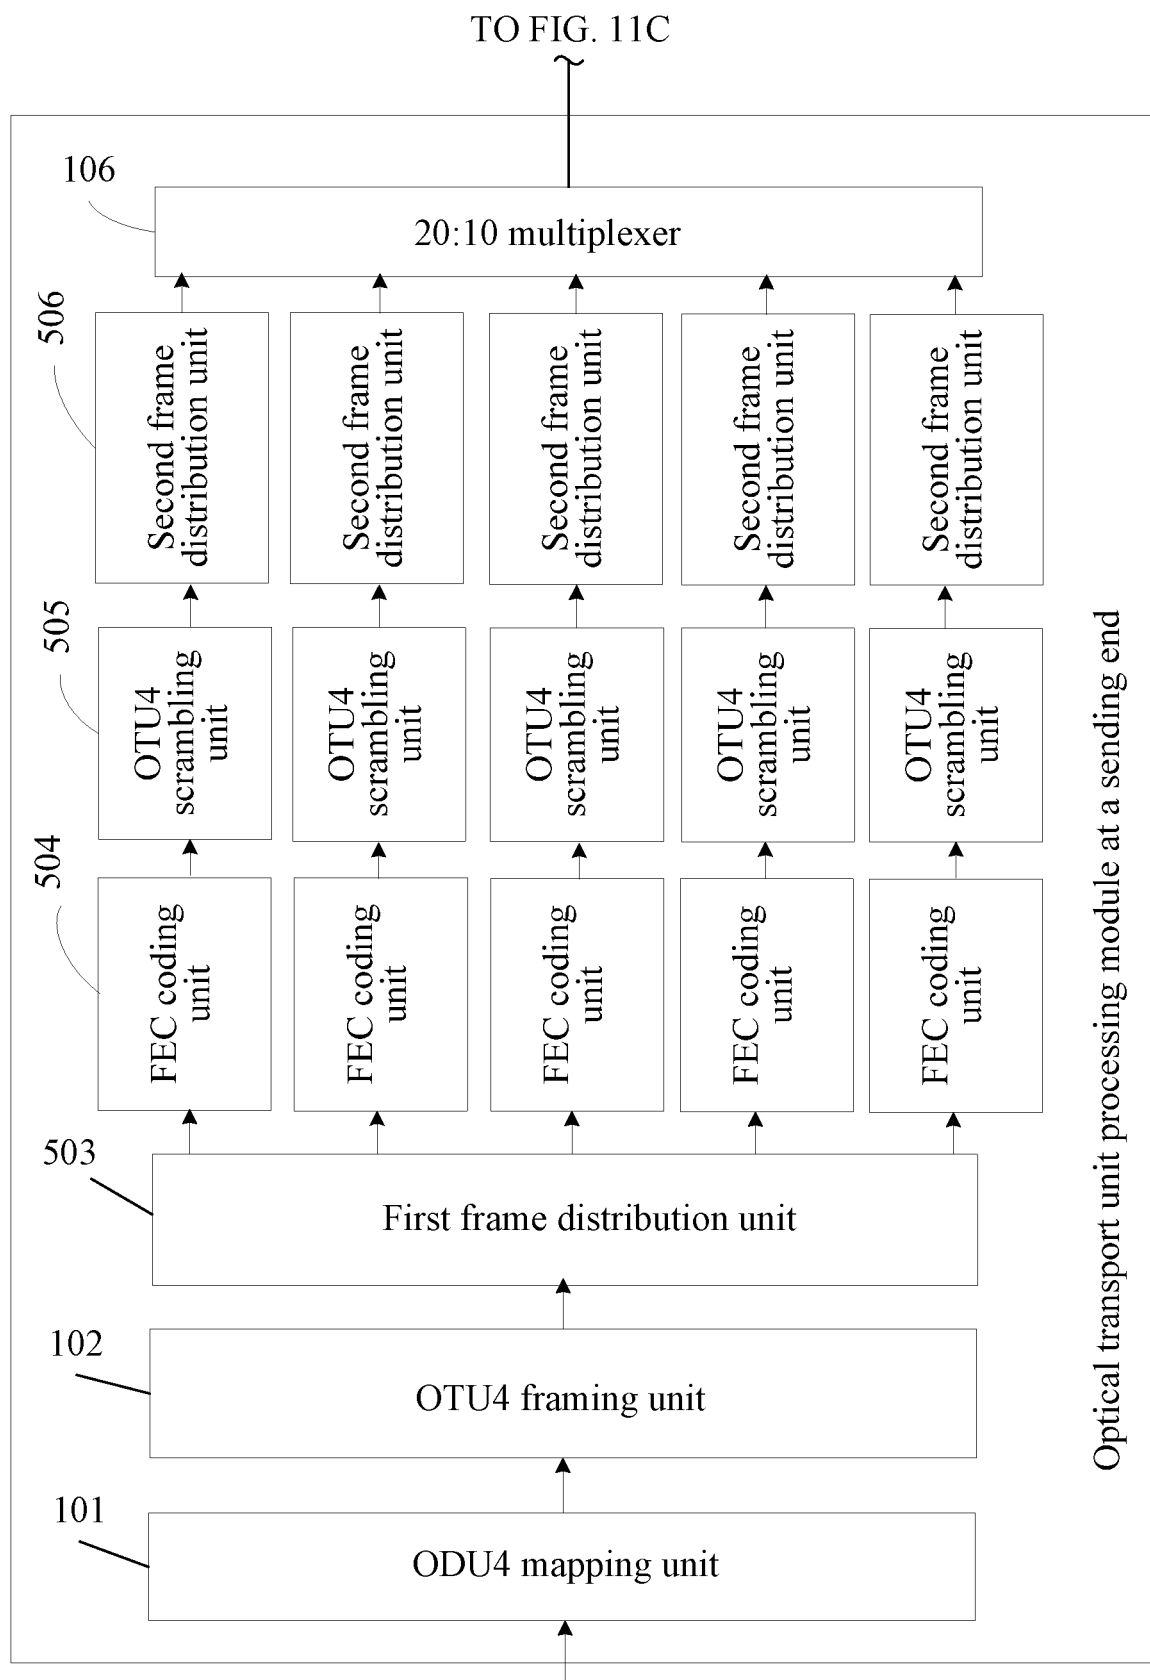 TO FIG. 11C
106
20:10 multiplexer
506
Second frame
distribution unit
Second frame
distribution unit
Second frame
distribution unit
Second frame
distribution unit
Second frame
distribution unit
505
OTU4
scrambling
unit
OTU4
scrambling
unit
OTU4
scrambling
unit
OTU4
scrambling
unit
OTU4
scrambling
unit
504
FEC coding
unit
FEC coding
unit
FEC coding
unit
FEC coding
unit
FEC coding
unit
503
First frame distribution unit
102
OTU4 framing unit
101
ODU4 mapping unit
Optical transport unit processing module at a sending end